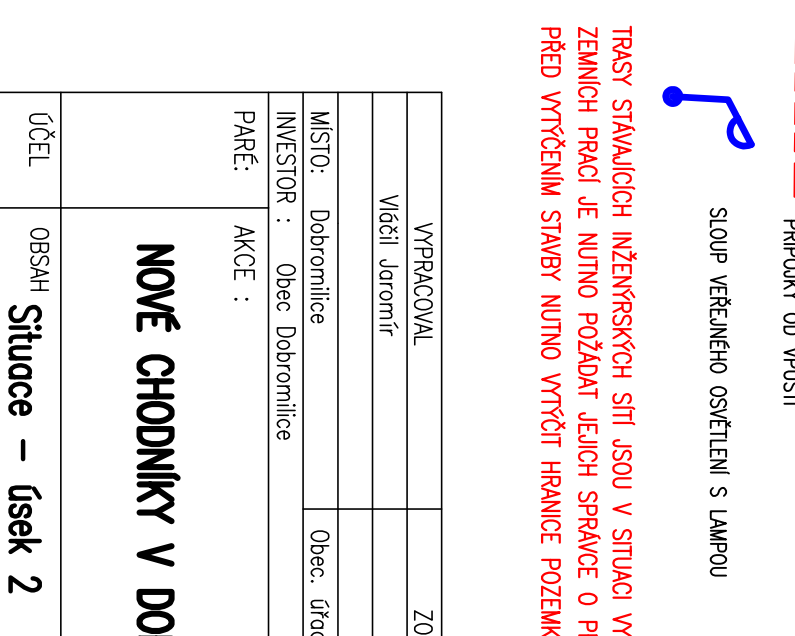 PŘÍPOJKY OD VPUSTÍ
SLOUP VEŘEJNÉHO OSVĚTLENÍ S LAMPOU
TRASY STÁVAJÍCÍCH INŽENÝRSKÝCH SÍTÍ JSOU V SITUACI
ZEMNÍCH PRACÍ JE NUTNO POŽÁDAT JEJICH SPRÁVCE O
PŘED VYTÝČENÍM STAVBY NUTNO VYTÝČIT HRANICE
VYPRACOVAL
Vláčil Jaromír
MÍSTO: Dobromilice
Obec.
INVESTOR : Obec Dobromilice
PARÉ:
AKCE :
NOVÉ CHODNÍKY V
ÚČEL
OBSAH
Situace – úsek 2